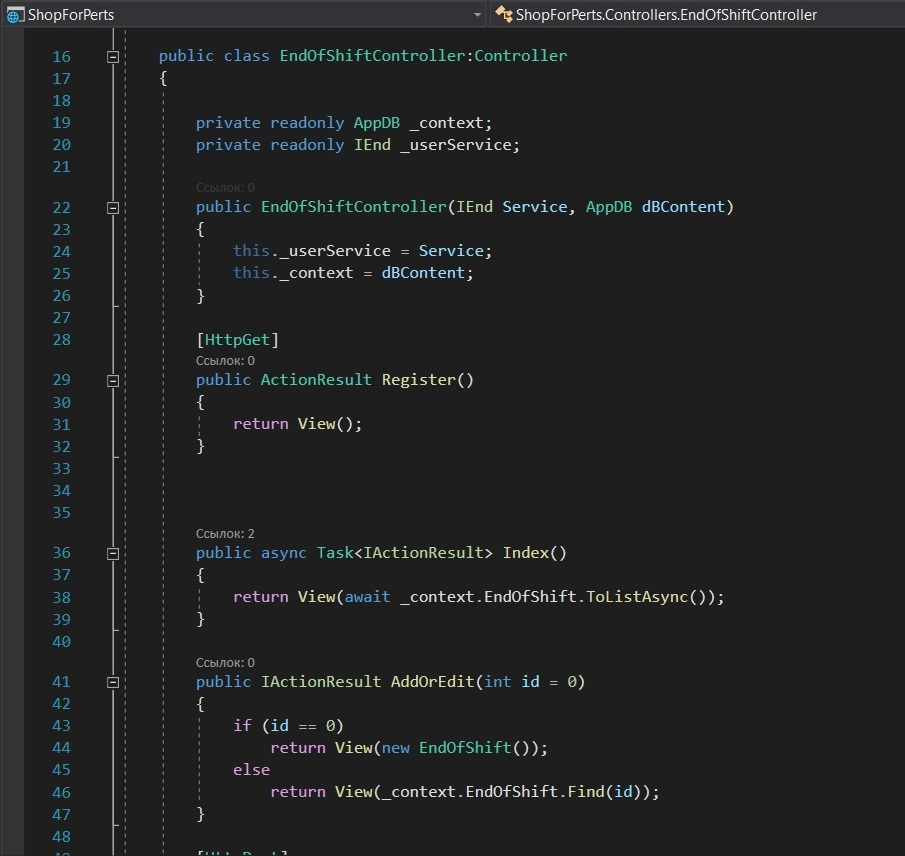 ShopForPerts ShopForPerts.Controllers.EndOfShiftController
16 public class EndOfShiftController:Controller
17 {
18
19 private readonly AppDB _context;
20 private readonly IEnd _userService;
21
Ссылок: 0
22 public EndOfShiftController(IEnd Service, AppDB dBContent)
23 {
24 this._userService = Service;
25 this._context = dBContent;
26 }
27
28 [HttpGet]
Ссылок: 0
29 public ActionResult Register()
30 {
31 return View();
32 }
33
34
35
Ссылок: 2
36 public async Task<IActionResult> Index()
37 {
38 return View(await _context.EndOfShift.ToListAsync());
39 }
40
Ссылок: 0
41 public IActionResult AddOrEdit(int id = 0)
42 {
43 if (id == 0)
44 return View(new EndOfShift());
45 else
46 return View(_context.EndOfShift.Find(id));
47 }
48